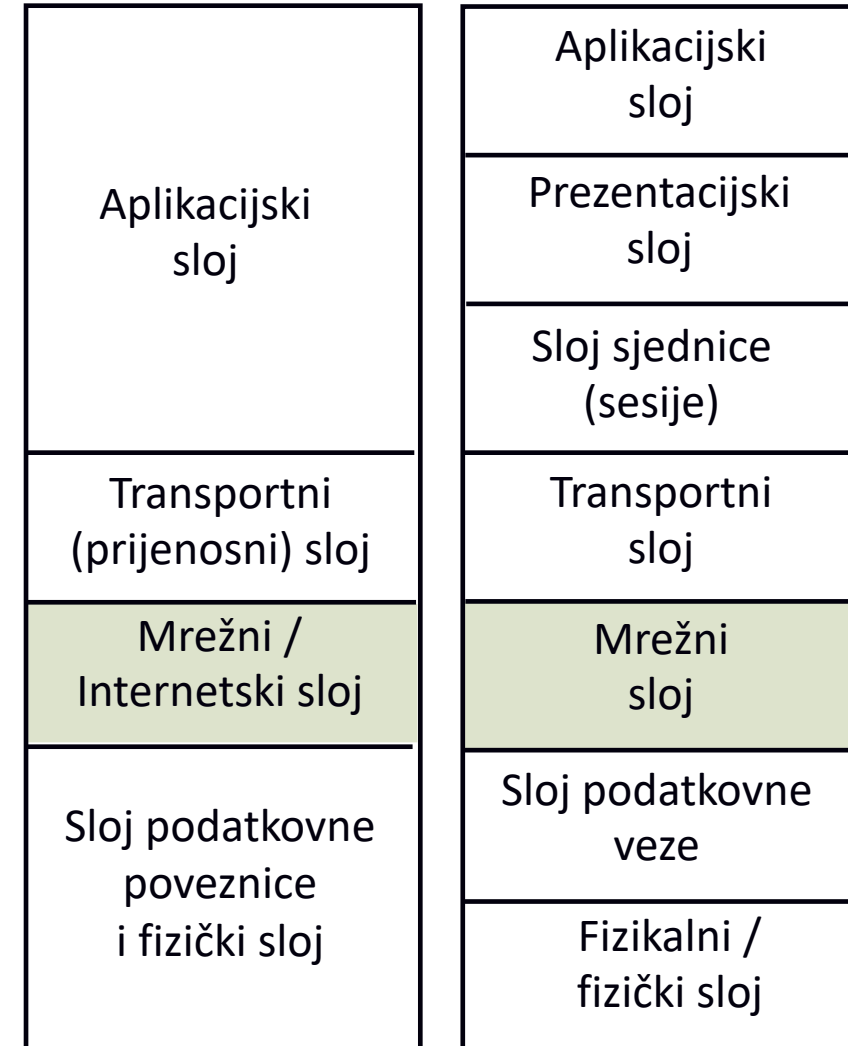 Aplikacijski
sloj
Transportni
(prijenosni) sloj
Mrežni /
Internetski sloj
Sloj podatkovne
poveznice
i fizički sloj
Aplikacijski
sloj
Prezentacijski
sloj
Sloj sjednice
(sesije)
Transportni
sloj
Mrežni
sloj
Sloj podatkovne
veze
Fizikalni /
fizički sloj